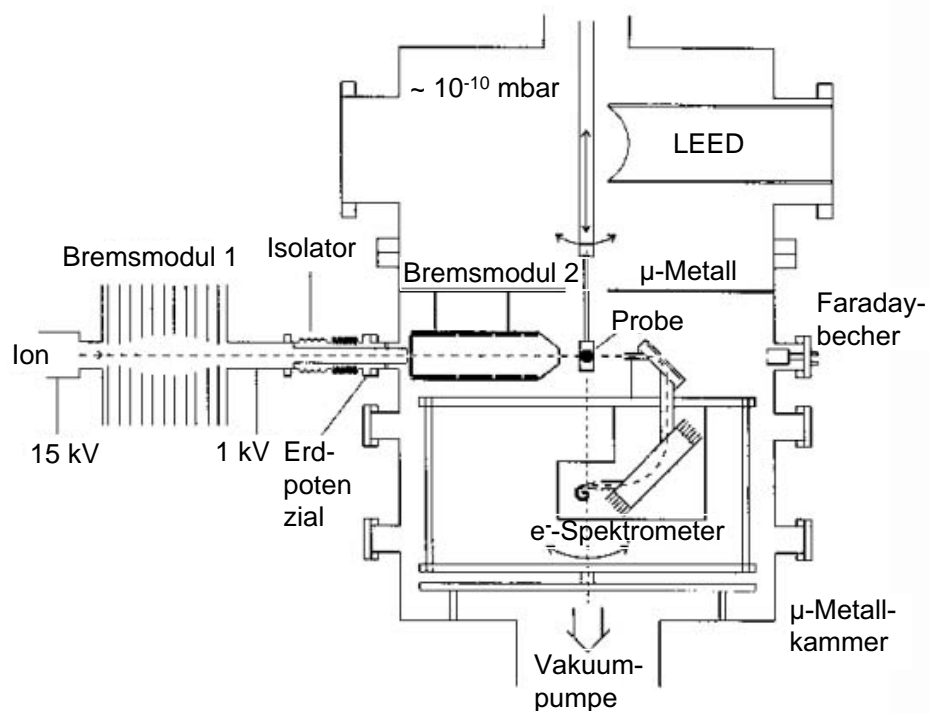 ~ 10⁻¹⁰ mbar
LEED
Isolator
Bremsmodul 1
Bremsmodul 2
µ-Metall
Faraday-
becher
Probe
Ion
15 kV
1 kV
Erd-
poten
zial
e⁻-Spektrometer
µ-Metall-
kammer
Vakuum-
pumpe